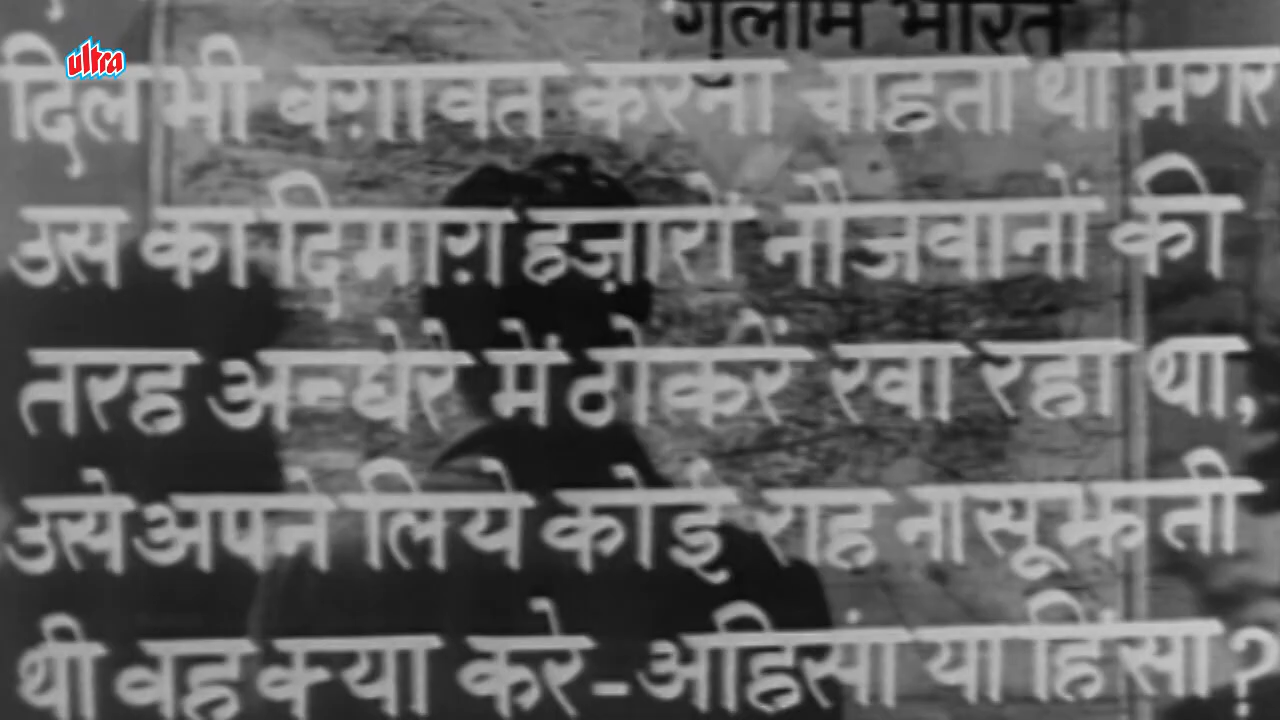 गुलाम भारत
ultra
दिल भी बग़ावत करना चाहता था मगर
उस का दिमाग़ हज़ारों नौजवानों की
तरह अन्धेरे में ठोकरें खा रहा था,
उसे अपने लिये कोई राह ना सूझती
थी वह क्या करे-अहिंसा या हिंसा?